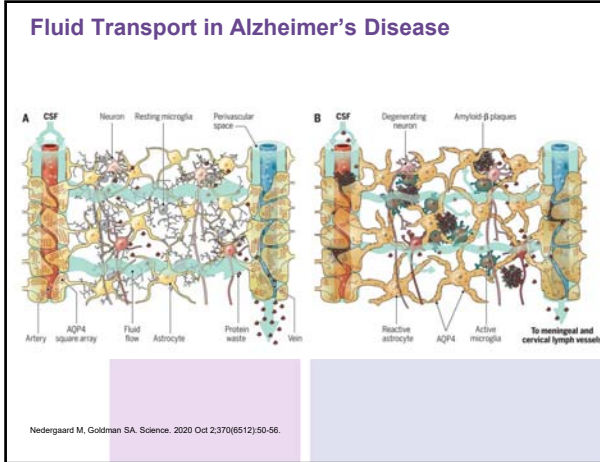 Fluid Transport in Alzheimer's Disease
A
CSF
Neuron
Resting microglia
Perivascular
space
Artery
AQP4
square array
Fluid
flow
Astrocyte
Protein
waste
Vein
B
CSF
Degenerating
neuron
Amyloid-β plaques
Reactive
astrocyte
AQP4
Active
microglia
To meningeal and
cervical lymph vessels
Nedergaard M, Goldman SA. Science. 2020 Oct 2;370(6512):50-56.